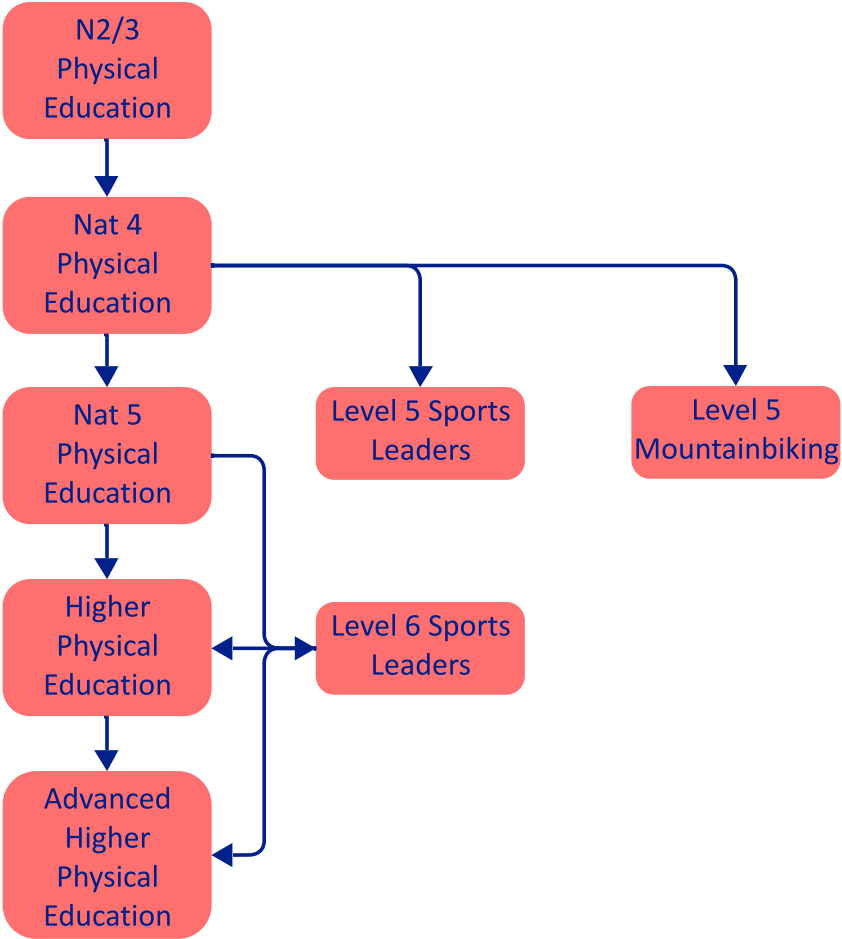 N2/3
Physical
Education
Nat 4
Physical
Education
Nat 5
Physical
Education
Level 5 Sports
Leaders
Level 5
Mountainbiking
Higher
Physical
Education
Level 6 Sports
Leaders
Advanced
Higher
Physical
Education